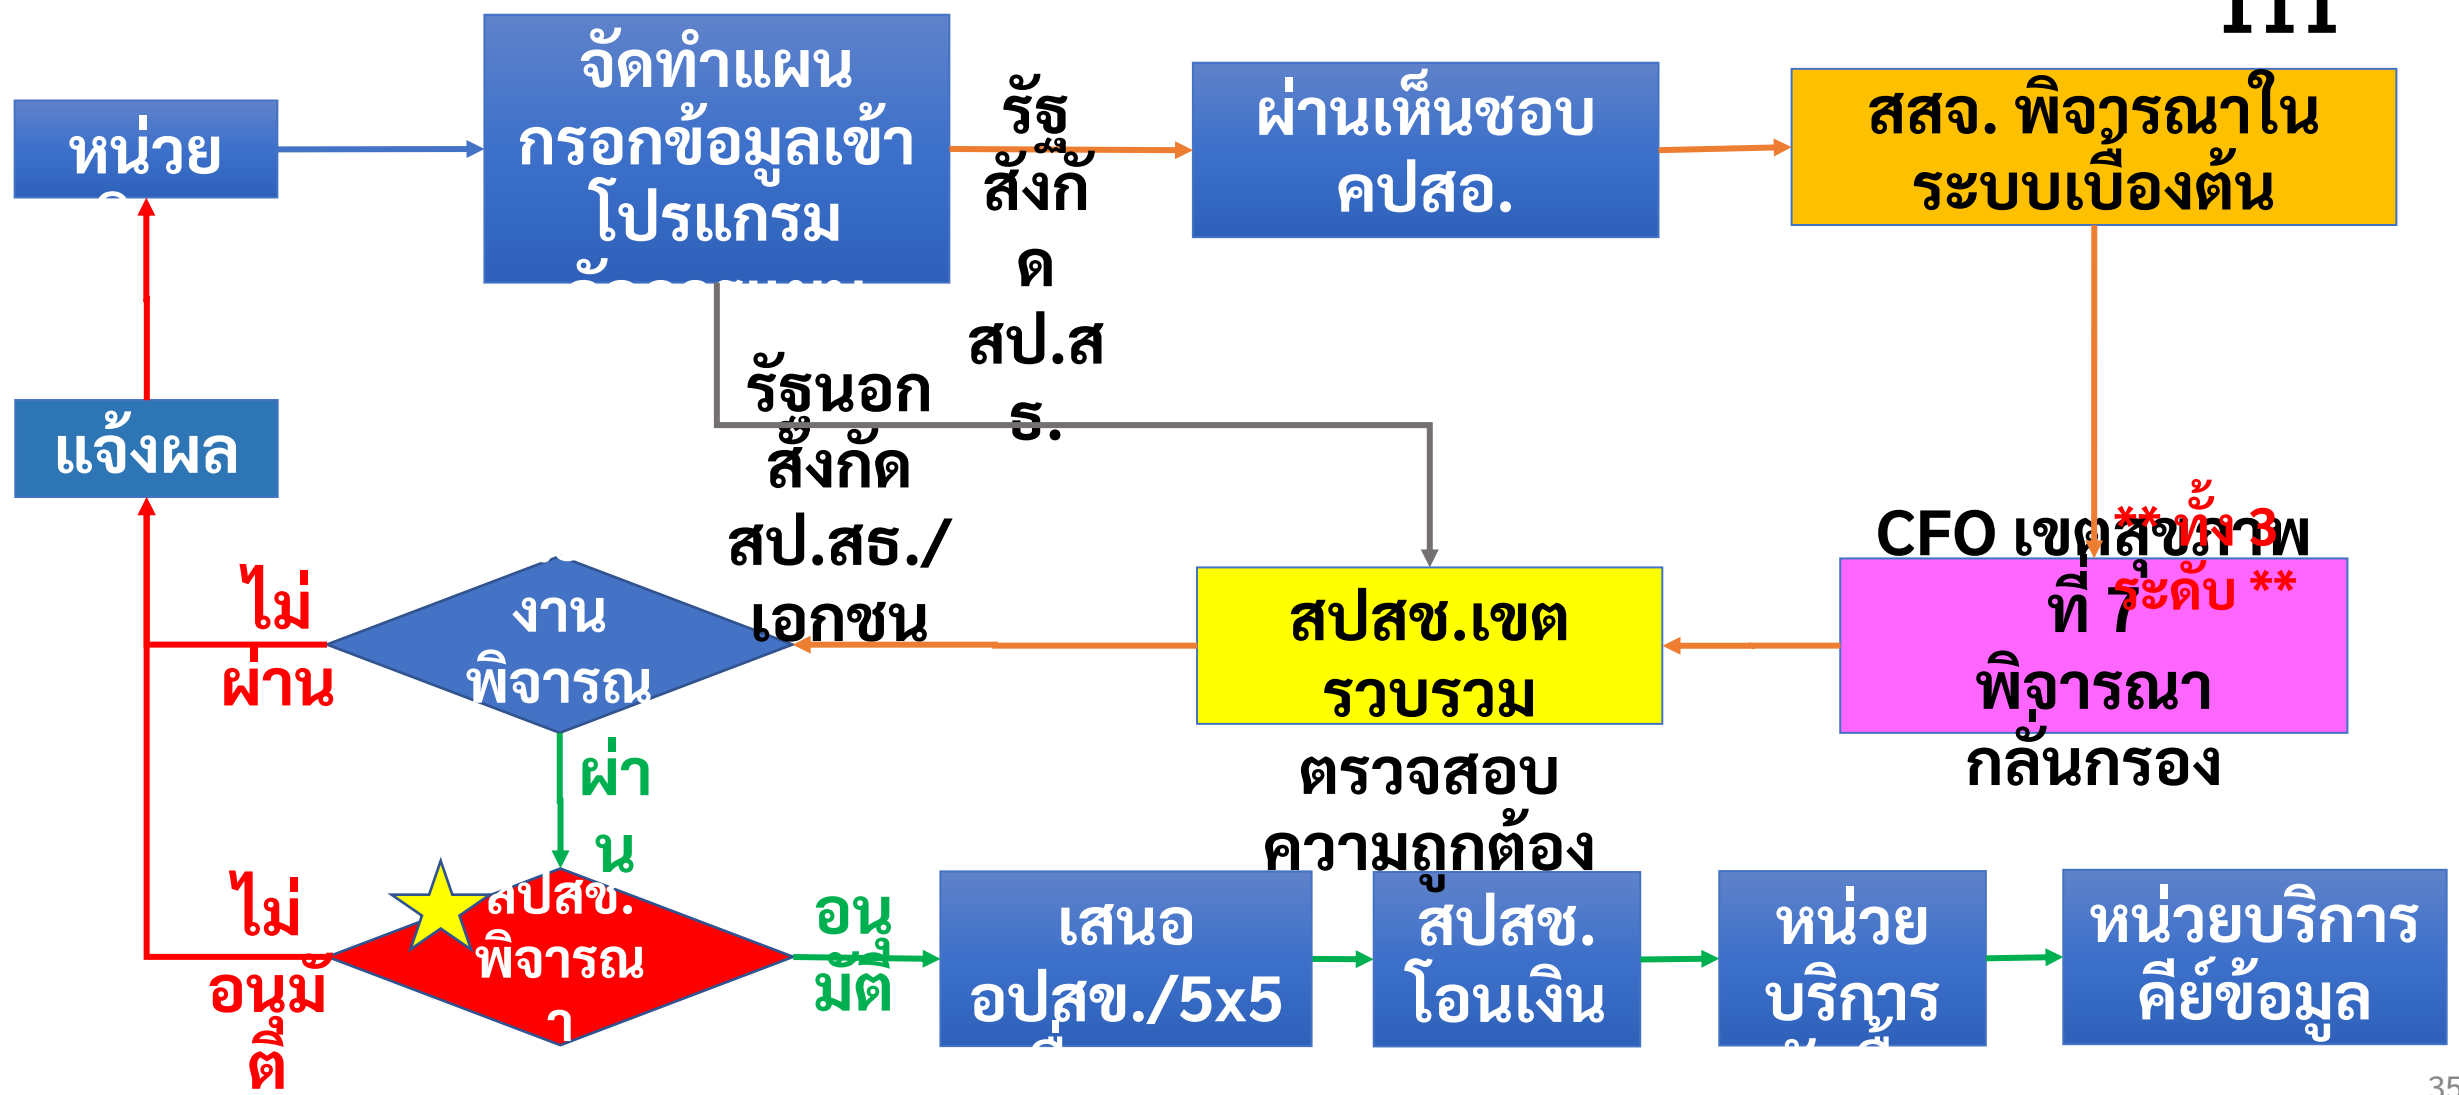 หน่วย
จัดทำแผน
กรอกข้อมูลเข้า
โปรแกรม
รัฐ
สังกั
ด
สป.ส
ธ.
ผ่านเห็นชอบ
คปสอ.
สสจ. พิจารณาใน
ระบบเบื้องต้น
แจ้งผล
รัฐนอก
สังกัด
สป.สธ./
เอกชน
** ทั้ง 3
ระดับ **
CFO เขตสุขภาพ
ที่ 7
พิจารณา
กลั่นกรอง
สปสช.เขต
รวบรวม
ตรวจสอบ
ความถูกต้อง
งาน
พิจารณ
ไม่
ผ่าน
ผ่า
น
ไม่
อนุมั
ติ
สปสช.
พิจารณ
า
อนุ
มัติ
เสนอ
อปสข./5x5
สปสช.
โอนเงิน
หน่วย
บริการ
หน่วยบริการ
คีย์ข้อมูล
35